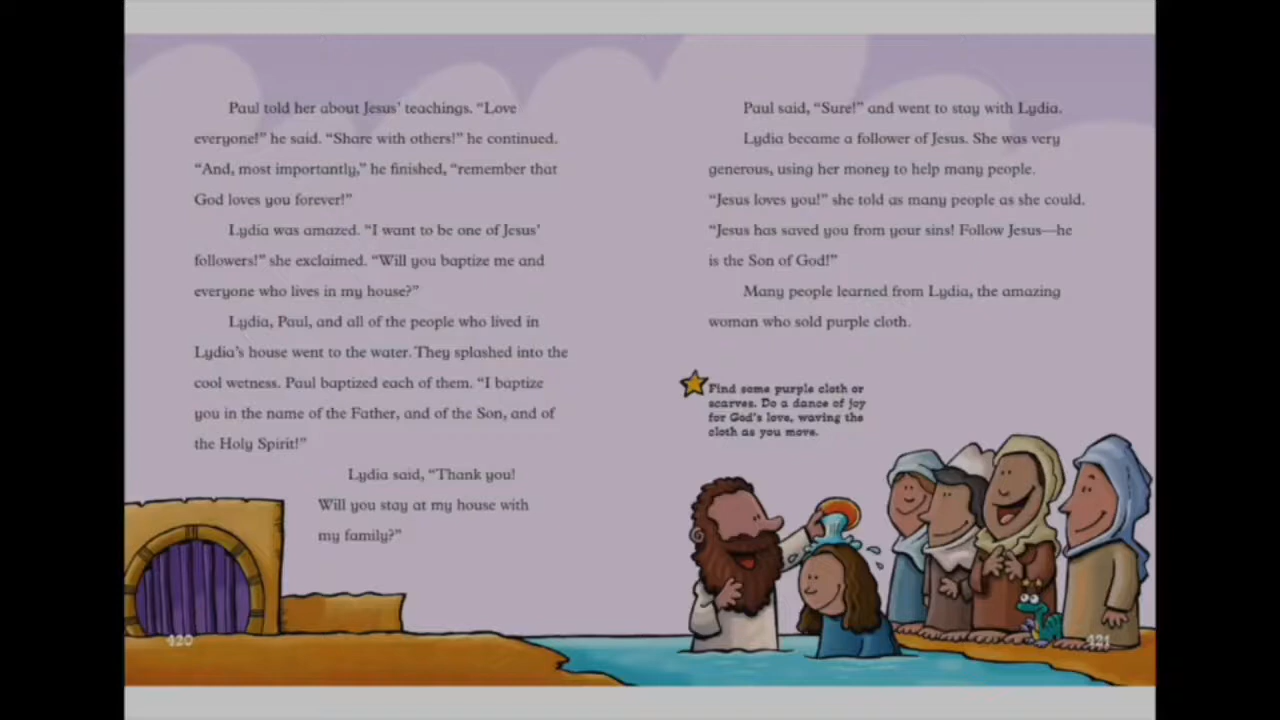 Paul told her about Jesus' teachings. “Love
everyone!” he said. “Share with others!” he continued.
“And, most importantly,” he finished, “remember that
God loves you forever!”
Lydia was amazed. “I want to be one of Jesus'
followers!” she exclaimed. “Will you baptize me and
everyone who lives in my house?”
Lydia, Paul, and all of the people who lived in
Lydia's house went to the water. They splashed into the
cool wetness. Paul baptized each of them. “I baptize
you in the name of the Father, and of the Son, and of
the Holy Spirit!”
Lydia said, “Thank you!
Will you stay at my house with
my family?”
120
Paul said, “Sure!” and went to stay with Lydia.
Lydia became a follower of Jesus. She was very
generous, using her money to help many people.
“Jesus loves you!” she told as many people as she could.
“Jesus has saved you from your sins! Follow Jesus—he
is the Son of God!”
Many people learned from Lydia, the amazing
woman who sold purple cloth.
Find some purple cloth or
scarves. Do a dance of joy
for God's love, waving the
cloth as you move.
121